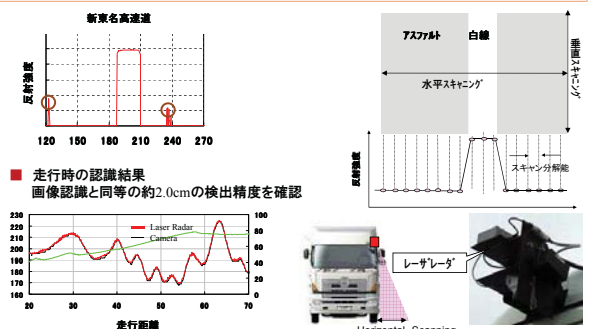 新東名高速道
反射強度
120 150 180 210 240 270
■ 走行時の認識結果
画像認識と同等の約2.0cmの検出精度を確認
230
220
210
200
190
180
170
160
100
80
60
40
20
0
Laser Radar
Camera
20 30 40 50 60 70
走行距離
アスファルト 白線
水平スキャニング
垂直スキャニング
反射強度
スキャン分解能
レーザレーダ
Horizontal Scanning